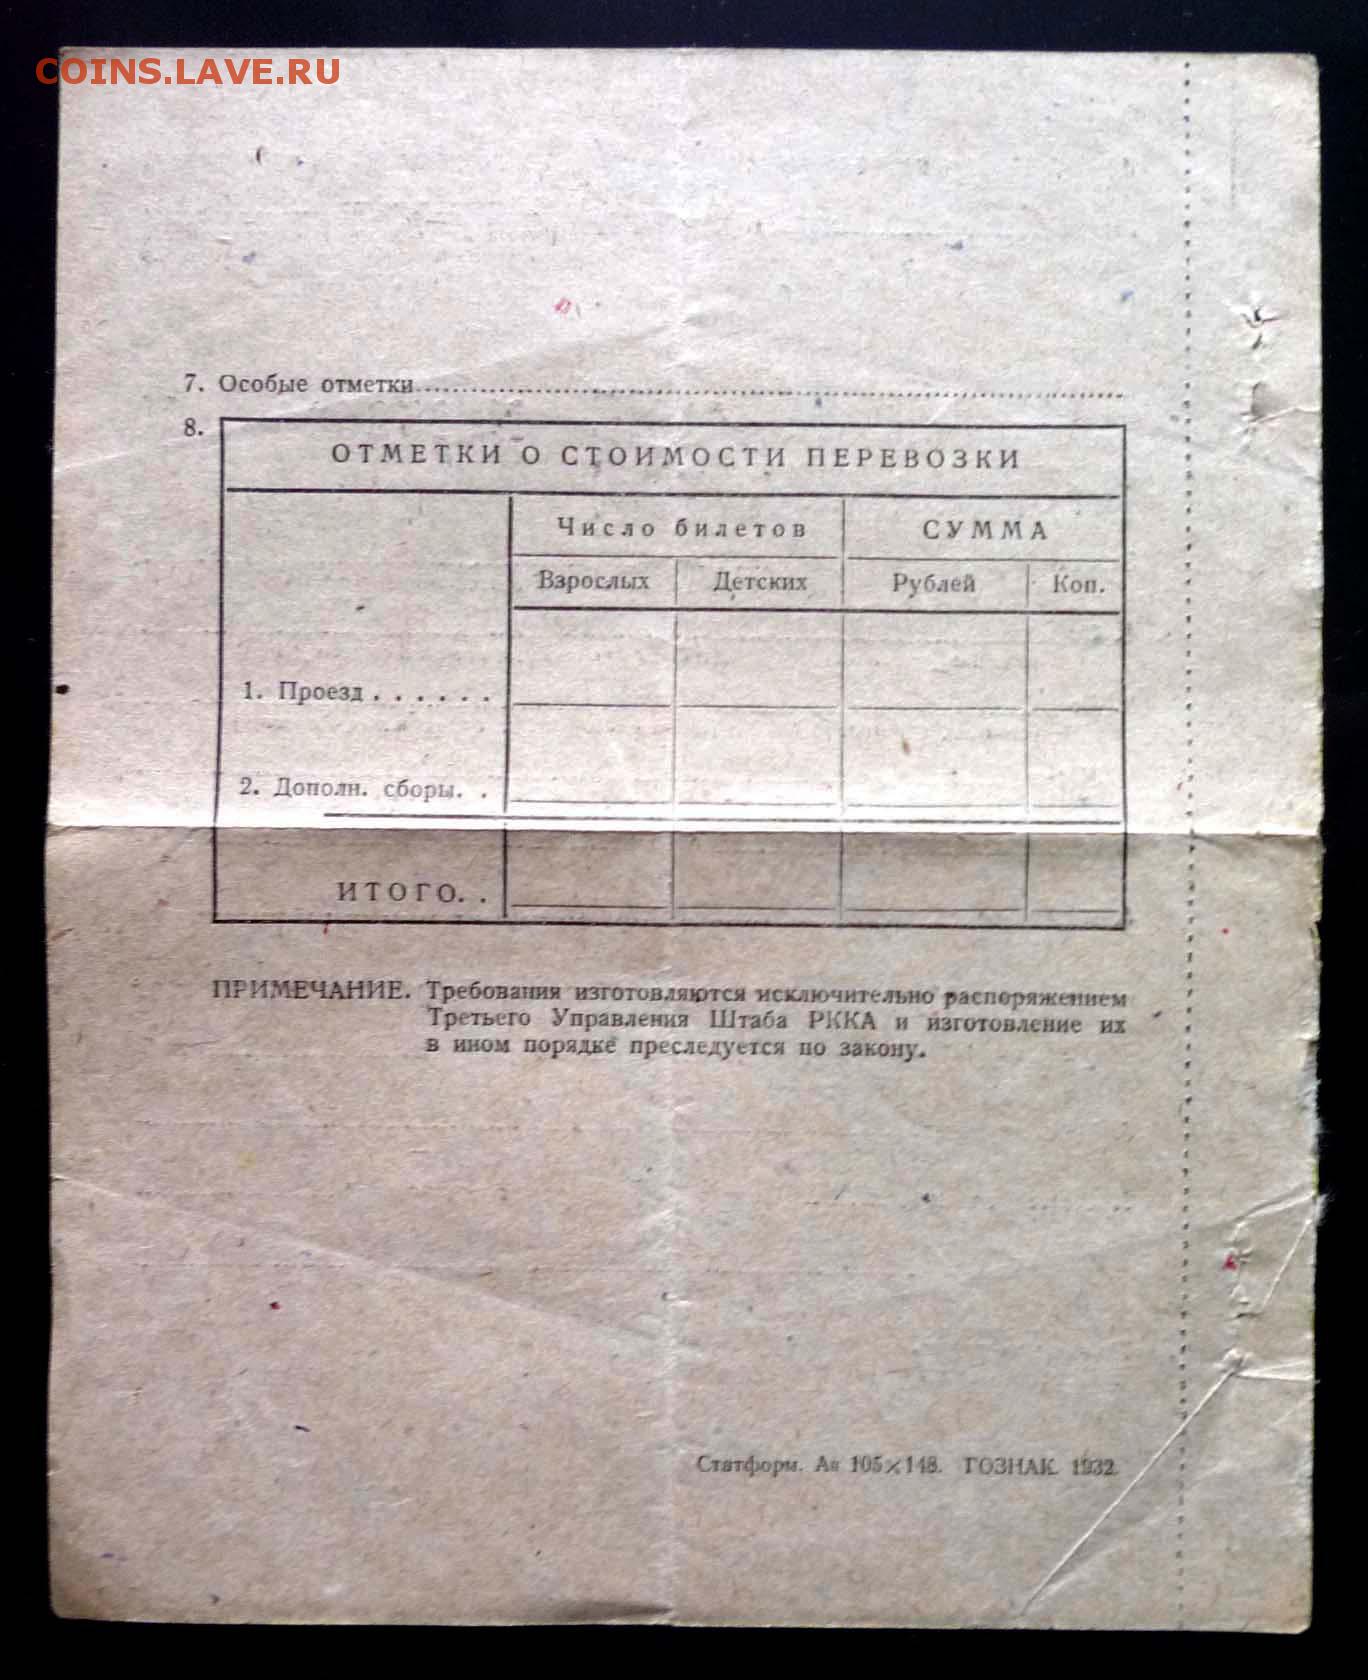 COINS.LAVE.RU
7. Особые отметки
8.
ОТМЕТКИ О СТОИМОСТИ ПЕРЕВОЗКИ
Число билетов СУММА
Взрослых Детских Рублей Коп.
1. Проезд . . . . . .
2. Дополн. сборы. .
ИТОГО. .
ПРИМЕЧАНИЕ. Требования изготовляются исключительно распоряжением
Третьего Управления Штаба РККА и изготовление их
в ином порядке преследуется по закону.
Статформ. 105×148. ГОЗНАК. 1932.